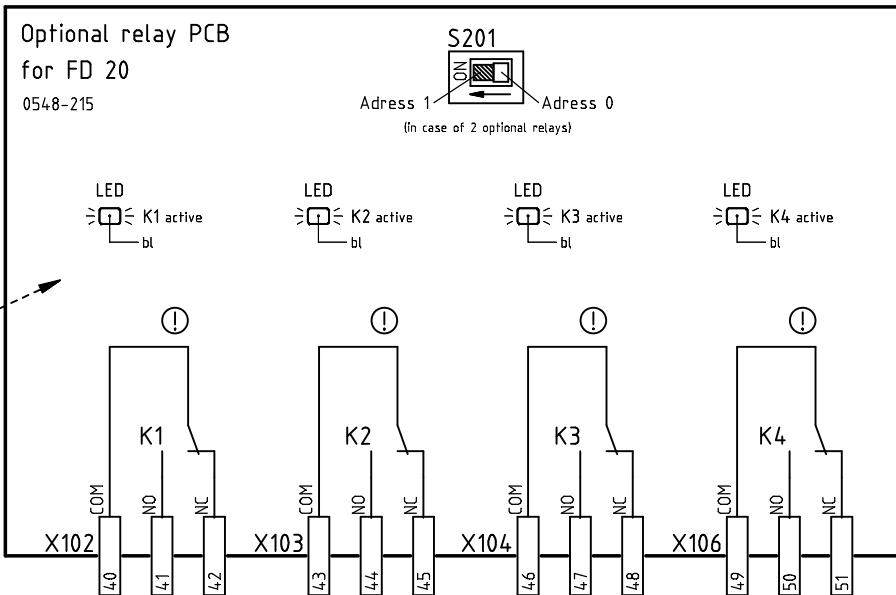 Optional relay PCB
for FD 20
0548-215
S201
ON
Adress 1
Adress 0
(in case of 2 optional relays)
LED
K1 active
bl
LED
K2 active
bl
LED
K3 active
bl
LED
K4 active
bl
!
!
!
!
K1
K2
K3
K4
COM
NO
NC
COM
NO
NC
COM
NO
NC
COM
NO
NC
X102
X103
X104
X106
40
41
42
43
44
45
46
47
48
49
50
51